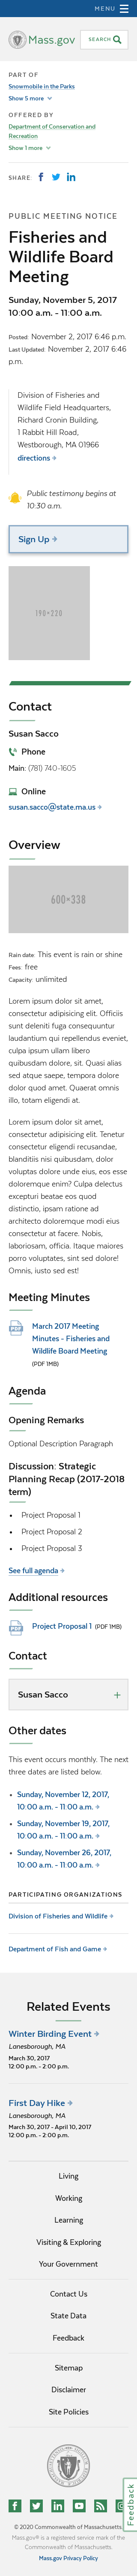 MENU
Mass.gov
SEARCH
PART OF
Snowmobile in the Parks
Show 5 more
OFFERED BY
Department of Conservation and
Recreation
Show 1 more
SHARE
PUBLIC MEETING NOTICE
Fisheries and
Wildlife Board
Meeting
Sunday, November 5, 2017
10:00 a.m. - 11:00 a.m.
Posted: November 2, 2017 6:46 p.m.
Last Updated: November 2, 2017 6:46
p.m.
Division of Fisheries and
Wildlife Field Headquarters,
Richard Cronin Building,
1 Rabbit Hill Road,
Westborough, MA 01966
directions
Public testimony begins at
10:30 a.m.
Sign Up
190×220
Contact
Susan Sacco
Phone
Main: (781) 740-1605
Online
susan.sacco@state.ma.us
Overview
600×338
Rain date: This event is rain or shine
Fees: free
Capacity: unlimited
Lorem ipsum dolor sit amet,
consectetur adipisicing elit. Officiis
ipsum sunt deleniti fuga consequuntur
laudantium qui reprehenderit eveniet,
culpa ipsum ullam libero
quibusdam dolore, sit. Quasi alias
sed saepe culpa, tempora dolorem
error dolor quod amet. Quaerat omnis
illum, totam eligendi at.
Lorem ipsum dolor sit amet,
consectetur adipisicing elit. Tenetur
consectetur eligendi recusandae,
debitis nisi non laboriosam, dolor
voluptas dolore unde eius, eos esse
doloremque enim? Culpa delectus
excepturi beatae eos quod
distinctio, ipsa ratione
at architecto doloremque modi eius
consequatur at facere. Nobis,
laboriosam, officia. Itaque maiores
natus voluptates, ut ullam ad
accusamus sed sunt dolore dolore!
Omnis, iusto sed est!
Meeting Minutes
March 2017 Meeting
Minutes - Fisheries and
Wildlife Board Meeting
(PDF 1MB)
Agenda
Opening Remarks
Optional Description Paragraph
Discussion: Strategic
Planning Recap (2017-2018
term)
• Project Proposal 1
• Project Proposal 2
• Project Proposal 3
See full agenda
Additional resources
Project Proposal 1 (PDF 1MB)
Contact
Susan Sacco
Other dates
This event occurs monthly. The next
three dates are included below.
• Sunday, November 12, 2017,
10:00 a.m. - 11:00 a.m.
• Sunday, November 19, 2017,
10:00 a.m. - 11:00 a.m.
• Sunday, November 26, 2017,
10:00 a.m. - 11:00 a.m.
PARTICIPATING ORGANIZATIONS
Division of Fisheries and Wildlife
Department of Fish and Game
Related Events
Winter Birding Event
Lanesborough, MA
March 30, 2017
12:00 p.m. - 2:00 p.m.
First Day Hike
Lanesborough, MA
March 30, 2017 - April 10, 2017
12:00 p.m. - 2:00 p.m.
Living
Working
Learning
Visiting & Exploring
Your Government
Contact Us
State Data
Feedback
Sitemap
Disclaimer
Site Policies
Feedback
© 2020 Commonwealth of Massachusetts.
Mass.gov® is a registered service mark of the
Commonwealth of Massachusetts.
Mass.gov Privacy Policy